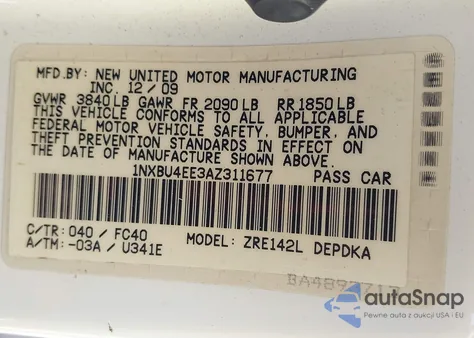 MFD.BY: NEW UNITED MOTOR MANUFACTURING
INC. 12/09
GVWR 3840LB GAWR FR 2090LB RR 1850LB
THIS VEHICLE CONFORMS TO ALL APPLICABLE
FEDERAL MOTOR VEHICLE SAFETY, BUMPER, AND
THEFT PREVENTION STANDARDS IN EFFECT ON
THE DATE OF MANUFACTURE SHOWN ABOVE.
1NXBU4EE3AZ311677 PASS CAR
C/TR: 040 / FC40 MODEL: ZRE142L DEPDKA
A/TM: -03A / U341E
autoSnap
Pewne auta z aukcji USA i EU